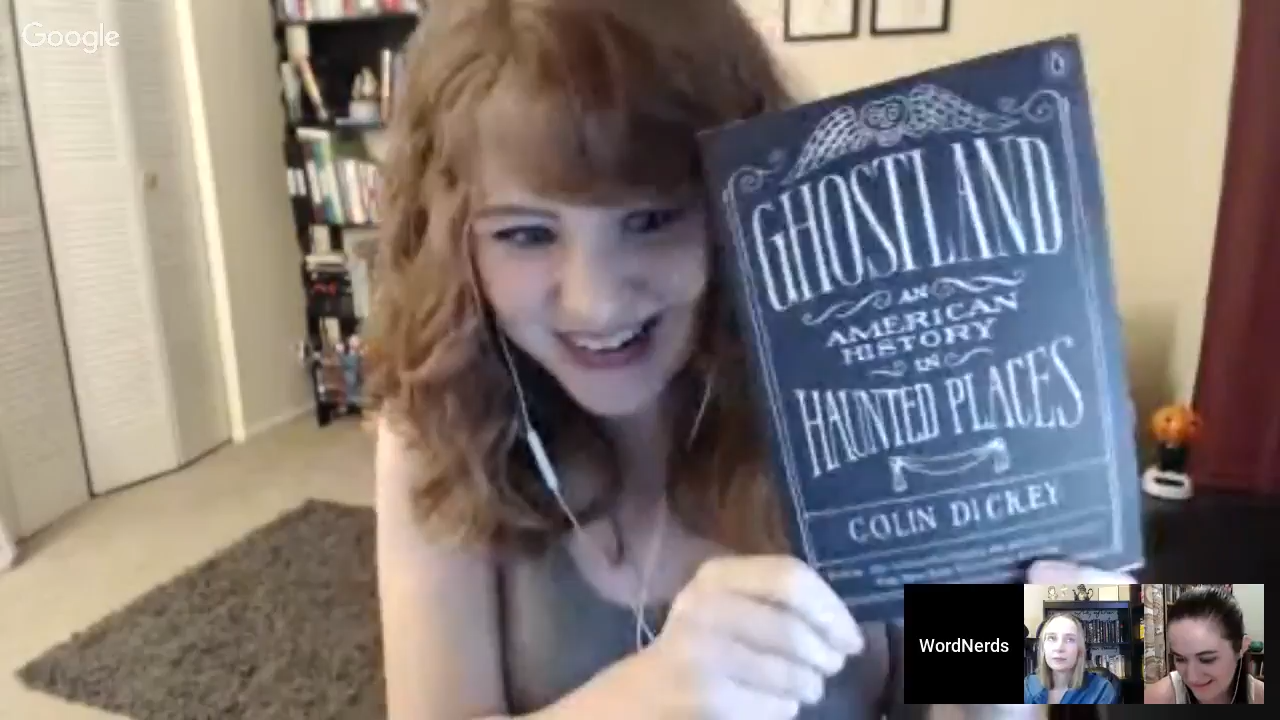 Google
GHOSTLAND
AN
AMERICAN
HISTORY
IN
HAUNTED PLACES
COLIN DICKEY
WordNerds